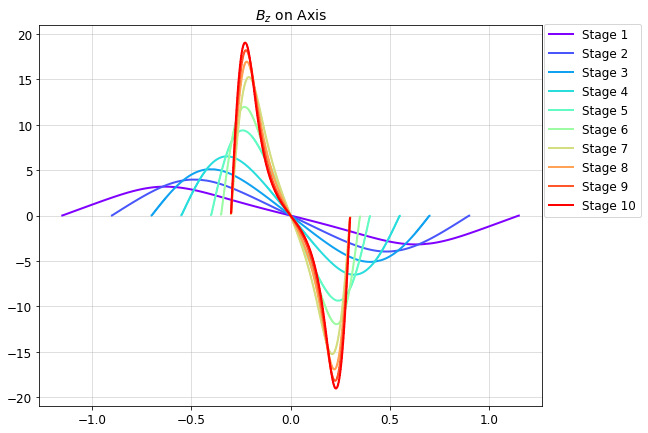 B_z on Axis
20
15
10
5
0
−5
−10
−15
−20
−1.0 −0.5 0.0 0.5 1.0
Stage 1
Stage 2
Stage 3
Stage 4
Stage 5
Stage 6
Stage 7
Stage 8
Stage 9
Stage 10